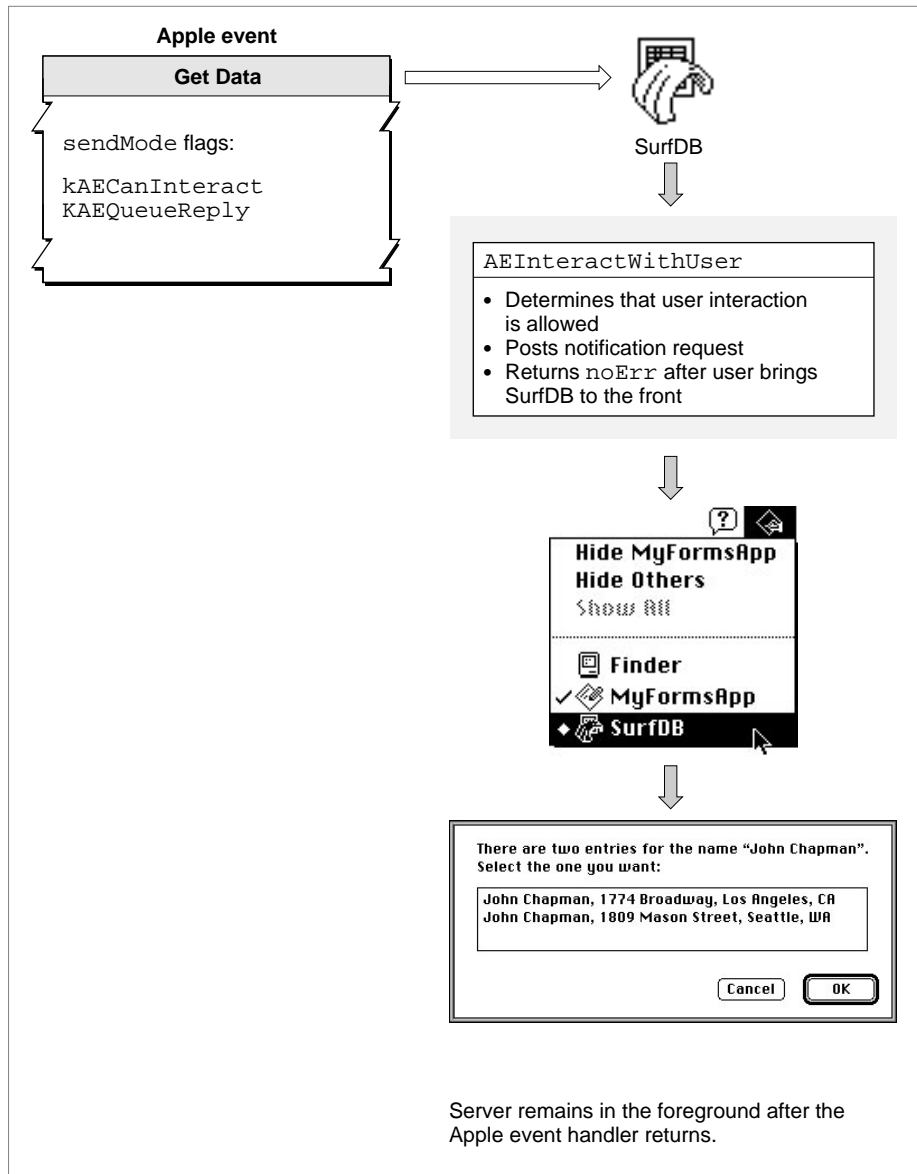 Apple event
Get Data
sendMode flags:
kAECanInteract
KAEQueueReply
SurfDB
AEInteractWithUser
• Determines that user interaction
is allowed
• Posts notification request
• Returns noErr after user brings
SurfDB to the front
?
Hide MyFormsApp
Hide Others
Show All
Finder
✓ MyFormsApp
◆ SurfDB
There are two entries for the name “John Chapman”.
Select the one you want:
John Chapman, 1774 Broadway, Los Angeles, CA
John Chapman, 1809 Mason Street, Seattle, WA
Cancel OK
Server remains in the foreground after the
Apple event handler returns.